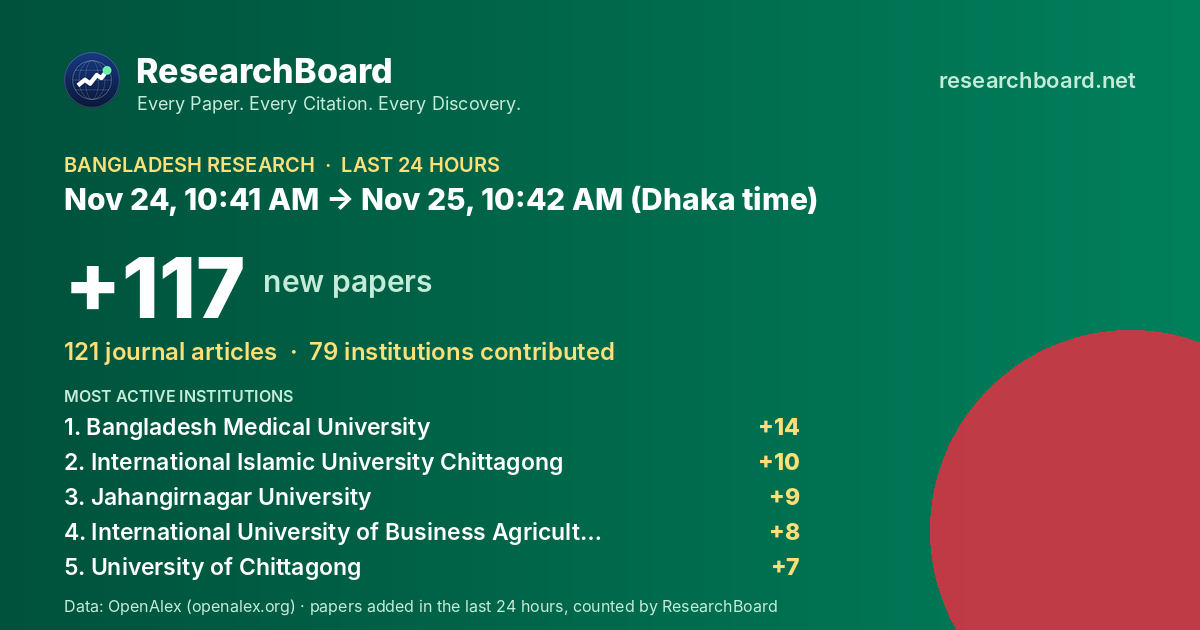 ResearchBoard
Every Paper. Every Citation. Every Discovery.
researchboard.net
BANGLADESH RESEARCH · LAST 24 HOURS
Nov 24, 10:41 AM → Nov 25, 10:42 AM (Dhaka time)
+117 new papers
121 journal articles · 79 institutions contributed
MOST ACTIVE INSTITUTIONS
1. Bangladesh Medical University +14
2. International Islamic University Chittagong +10
3. Jahangirnagar University +9
4. International University of Business Agricult... +8
5. University of Chittagong +7
Data: OpenAlex (openalex.org) · papers added in the last 24 hours, counted by ResearchBoard